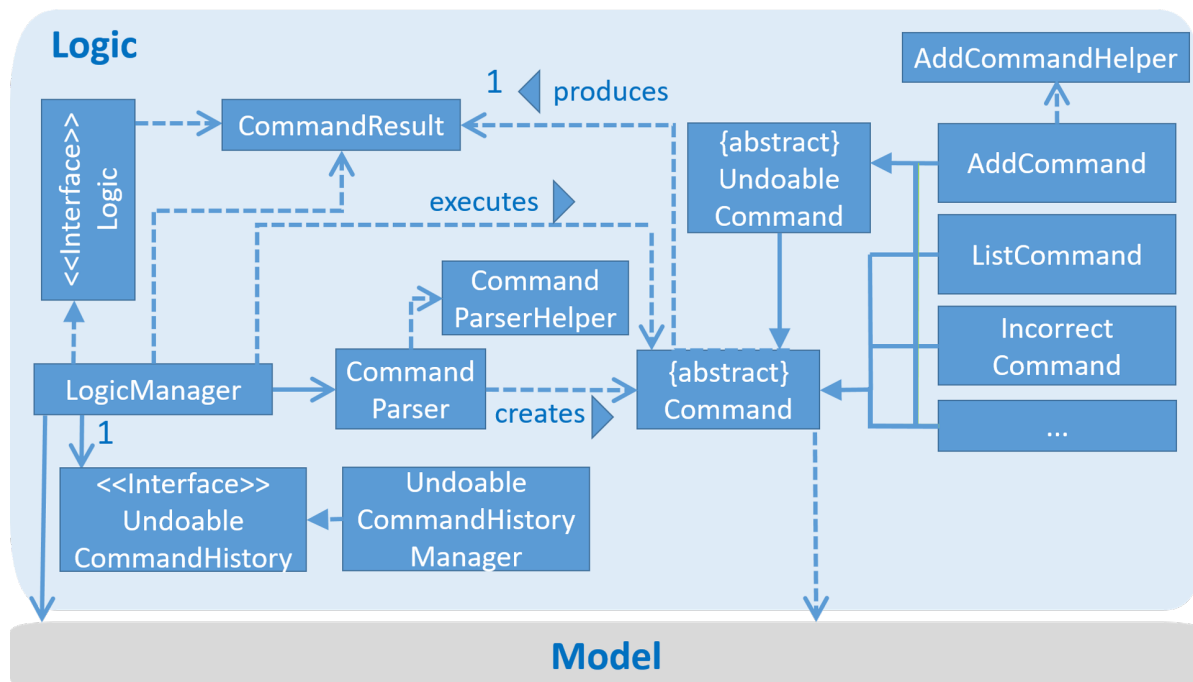 Logic
AddCommandHelper
1
produces
CommandResult
<<Interface>>
Logic
{abstract}
Undoable
Command
AddCommand
executes
ListCommand
Command
ParserHelper
Incorrect
Command
LogicManager
Command
Parser
creates
{abstract}
Command
...
1
<<Interface>>
Undoable
CommandHistory
Undoable
CommandHistory
Manager
Model